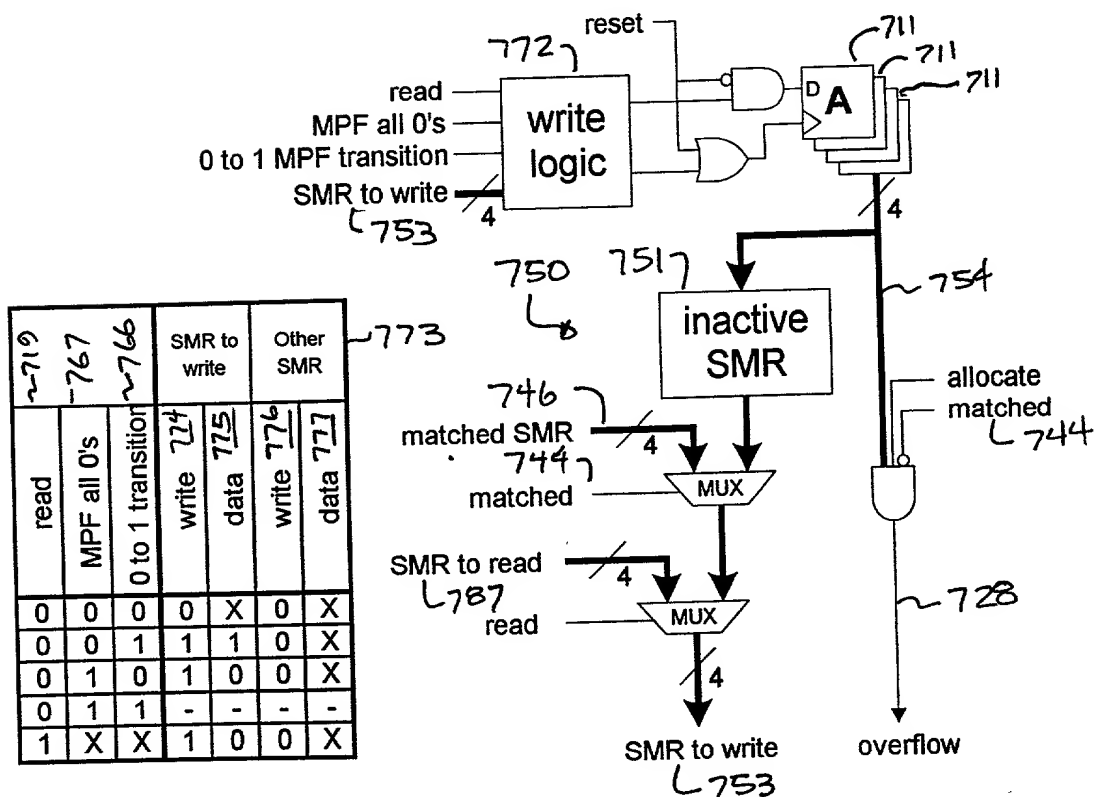 reset
772
711
711
711
read
MPF all 0's
0 to 1 MPF transition
SMR to write
753
4
write logic
D
A
4
750
751
754
inactive SMR
773
~719
-767
~766
SMR to write
Other SMR
read
MPF all 0's
0 to 1 transition
write 774
data 775
write 776
data 777
0 0 0 0 X 0 X
0 0 1 1 1 0 X
0 1 0 1 0 0 X
0 1 1 - - - -
1 X X 1 0 0 X
746
matched SMR
4
744
matched
MUX
allocate
matched
744
SMR to read
787
4
read
MUX
4
728
SMR to write
753
overflow